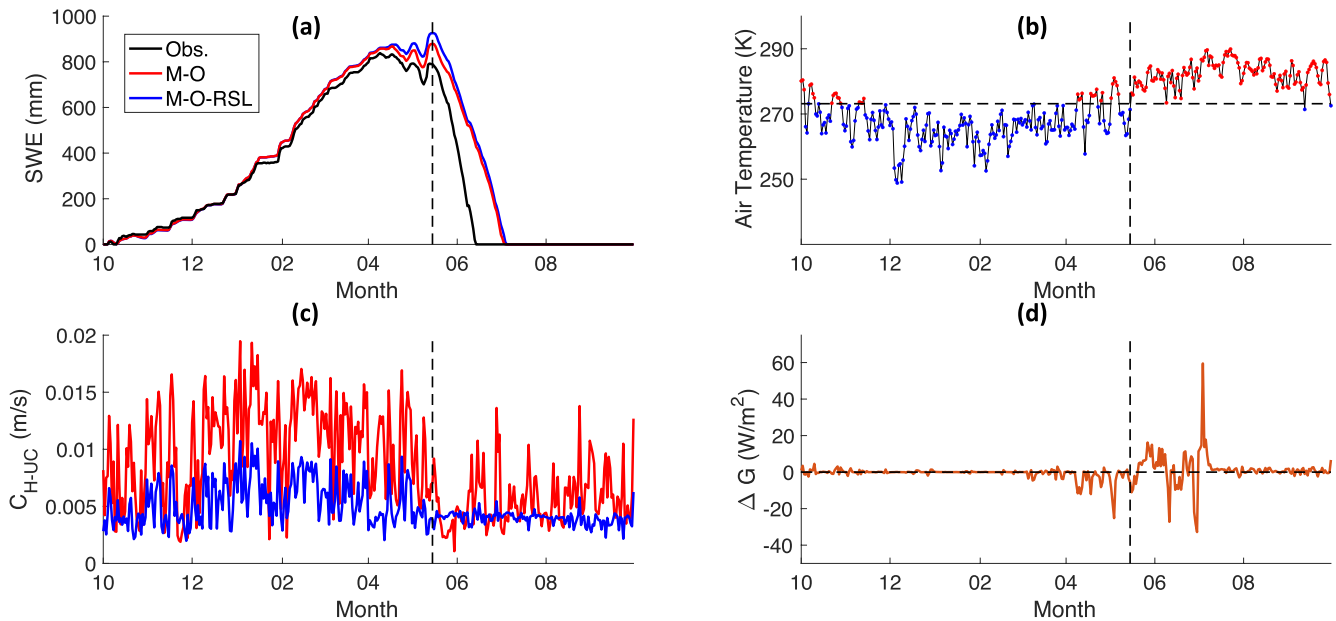 (a)
SWE (mm)
1000
800
600
400
200
0
Obs.
M-O
M-O-RSL
10
12
02
04
06
08
Month
(b)
Air Temperature (K)
290
270
250
10
12
02
04
06
08
Month
(c)
C_H-UC (m/s)
0.02
0.015
0.01
0.005
0
10
12
02
04
06
08
Month
(d)
Δ G (W/m²)
60
40
20
0
-20
-40
10
12
02
04
06
08
Month